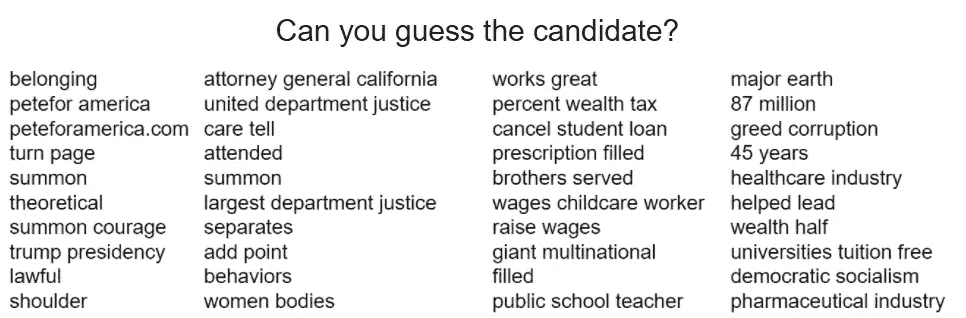 Can you guess the candidate?
belonging
petefor america
peteforamerica.com
turn page
summon
theoretical
summon courage
trump presidency
lawful
shoulder
attorney general california
united department justice
care tell
attended
summon
largest department justice
separates
add point
behaviors
women bodies
works great
percent wealth tax
cancel student loan
prescription filled
brothers served
wages childcare worker
raise wages
giant multinational
filled
public school teacher
major earth
87 million
greed corruption
45 years
healthcare industry
helped lead
wealth half
universities tuition free
democratic socialism
pharmaceutical industry